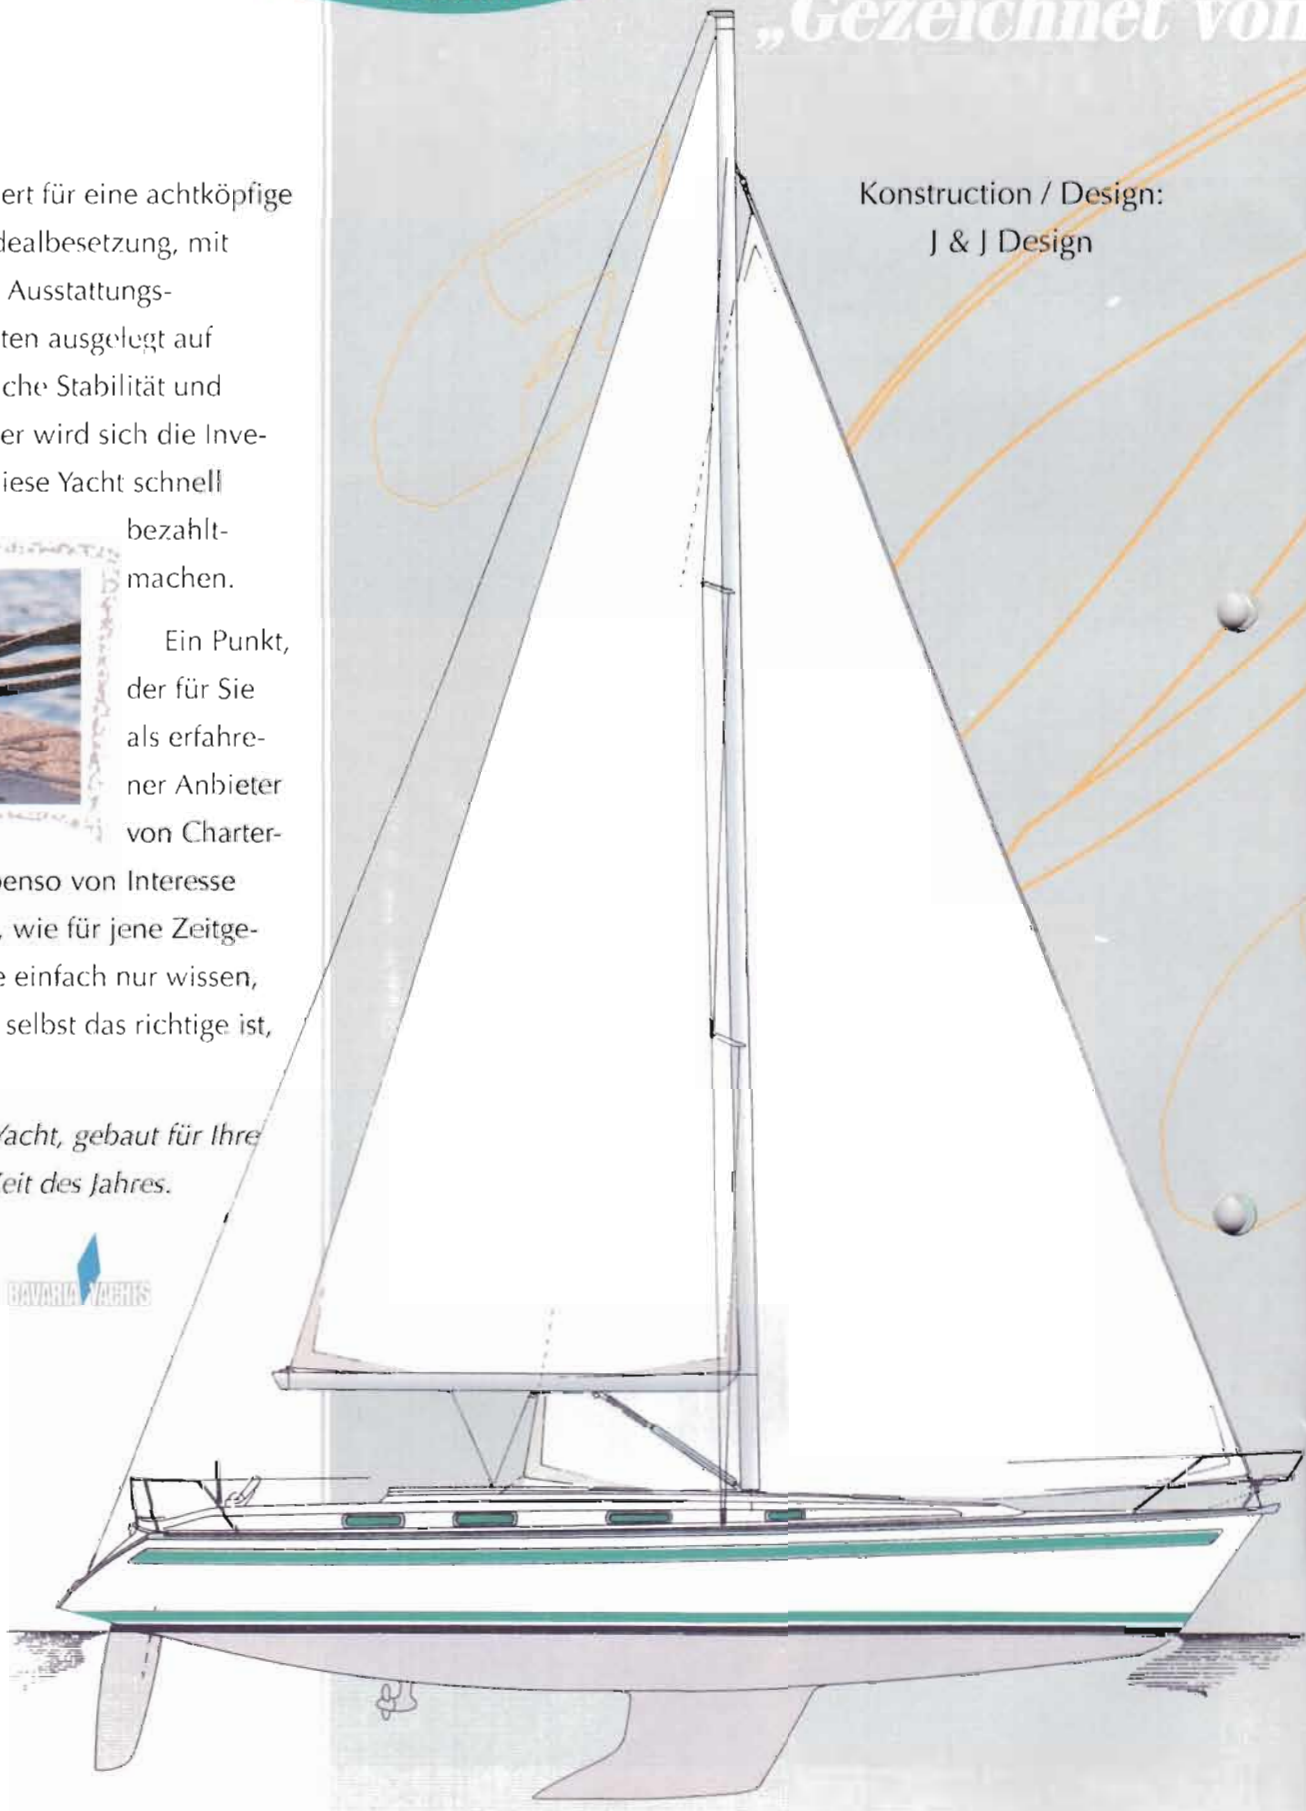 „Gezeichnet von
ert für eine achtköpfige
dealbesetzung, mit
Ausstattungs-
ten ausgelegt auf
che Stabilität und
er wird sich die Inve-
iese Yacht schnell
bezahlt-
machen.
Ein Punkt,
der für Sie
als erfahre-
ner Anbieter
von Charter-
enso von Interesse
, wie für jene Zeitge-
e einfach nur wissen,
selbst das richtige ist,
Yacht, gebaut für Ihre
Zeit des Jahres.
BAVARIA YACHTS
Konstruction / Design:
J & J Design